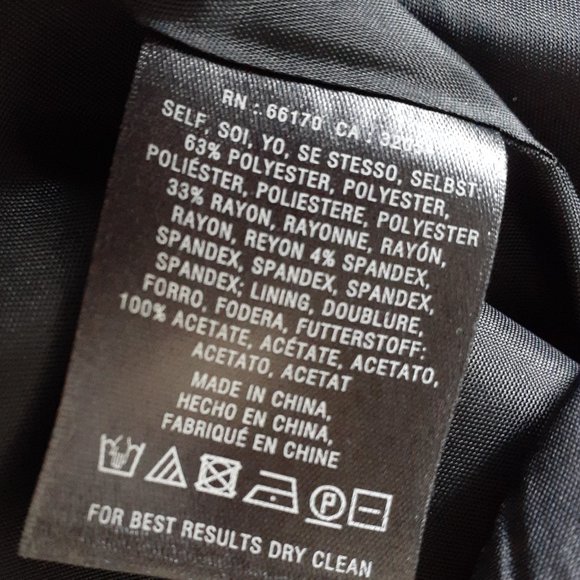 RN : 66170 CA :
SELF, SOI, YO, SE STESSO, SELBST:
63% POLYESTER, POLYESTER,
POLIÉSTER, POLIESTERE, POLYESTER
33% RAYON, RAYONNE, RAYÓN,
RAYON, REYON 4% SPANDEX,
SPANDEX, SPANDEX, SPANDEX,
SPANDEX; LINING, DOUBLURE,
FORRO, FODERA, FUTTERSTOFF:
100% ACETATE, ACÉTATE, ACETATO,
ACETATO, ACETAT
MADE IN CHINA,
HECHO EN CHINA,
FABRIQUÉ EN CHINE
P
FOR BEST RESULTS DRY CLEAN